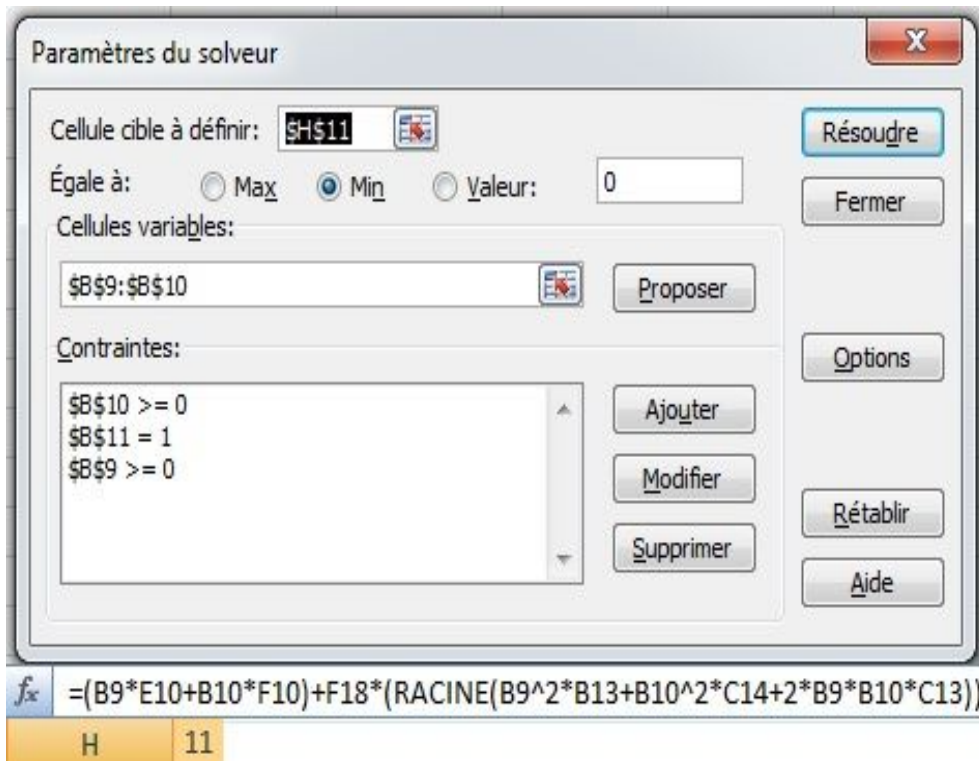 Paramètres du solveur
X
Cellule cible à définir: $H$11
Résoudre
Égale à: Max Min Valeur: 0
Fermer
Cellules variables:
$B$9:$B$10
Proposer
Contraintes:
Options
$B$10 >= 0
Ajouter
$B$11 = 1
$B$9 >= 0
Modifier
Rétablir
Supprimer
Aide
fx =(B9*E10+B10*F10)+F18*(RACINE(B9^2*B13+B10^2*C14+2*B9*B10*C13))
H 11